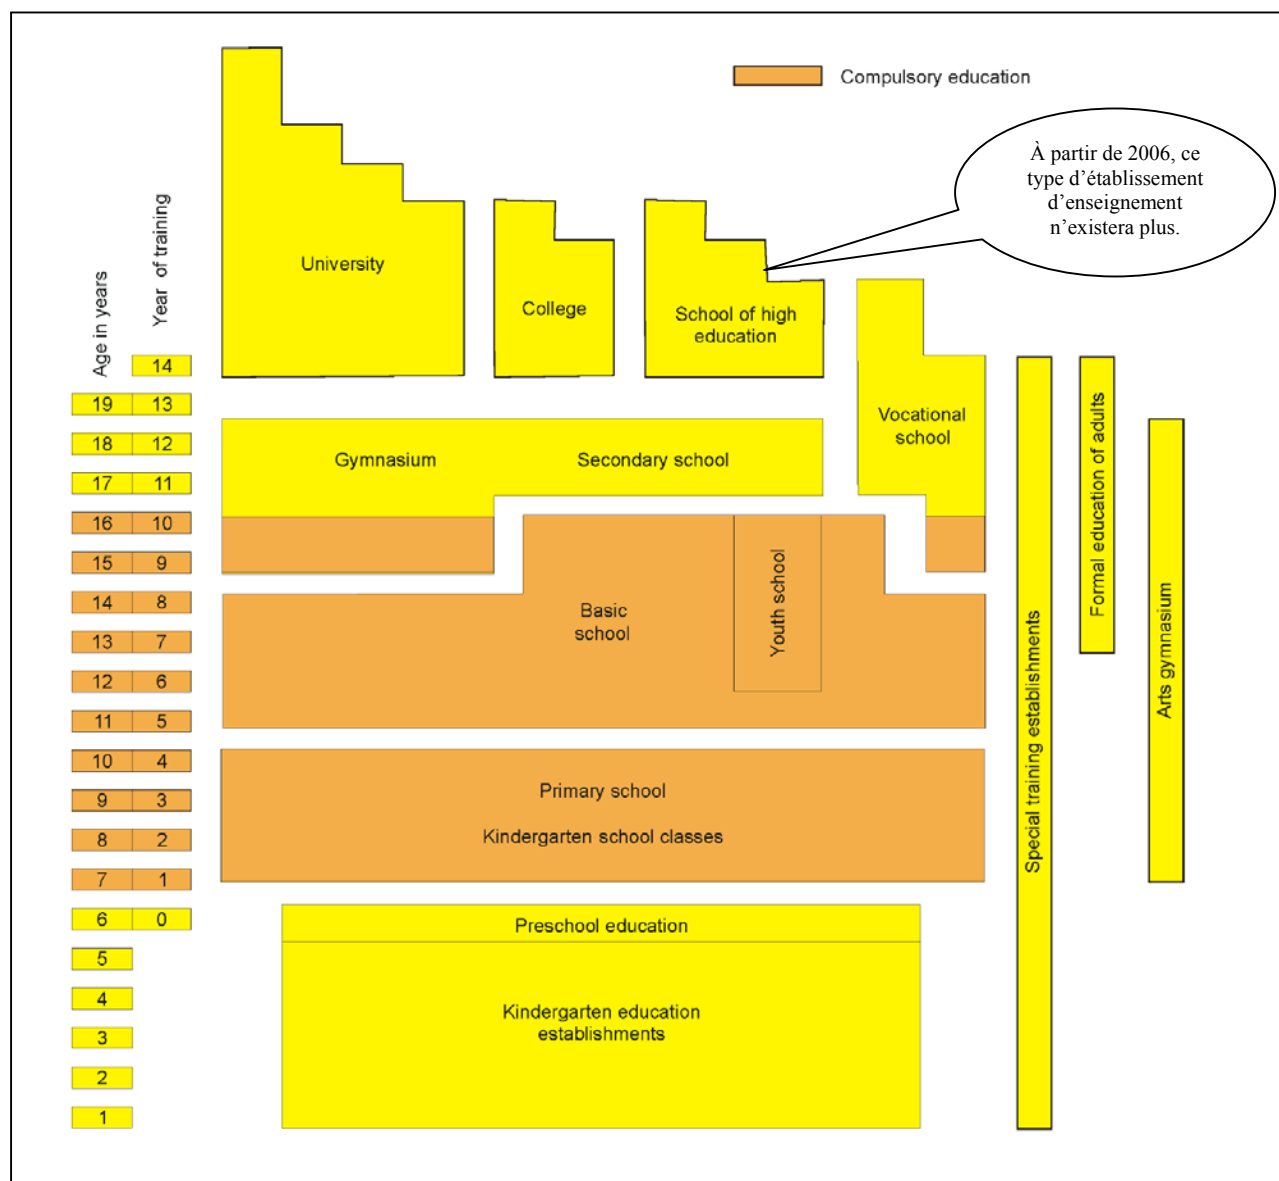 Compulsory education
À partir de 2006, ce
type d’établissement
d’enseignement
n’existera plus.
Age in years
Year of training
University
College
School of high
education
Vocational
school
Gymnasium
Secondary school
Basic
school
Youth school
Primary school
Kindergarten school classes
Preschool education
Kindergarten education
establishments
Special training establishments
Formal education of adults
Arts gymnasium
14
19 13
18 12
17 11
16 10
15 9
14 8
13 7
12 6
11 5
10 4
9 3
8 2
7 1
6 0
5
4
3
2
1